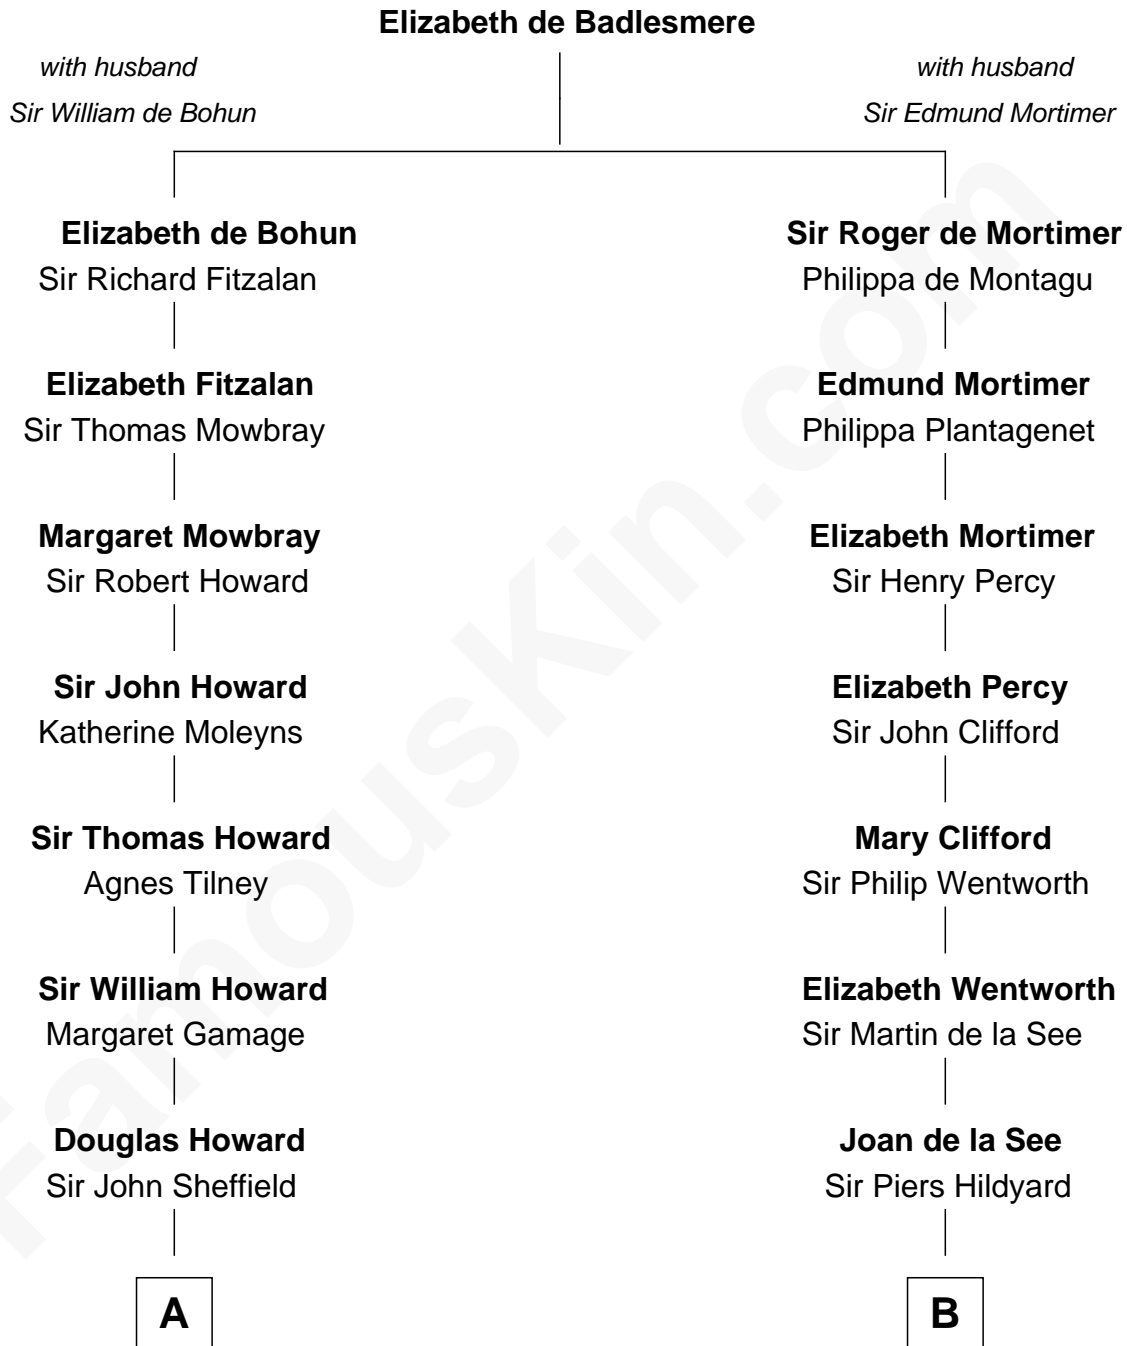 Elizabeth de Badlesmere
with husband
Sir William de Bohun
with husband
Sir Edmund Mortimer
Elizabeth de Bohun
Sir Richard Fitzalan
Sir Roger de Mortimer
Philippa de Montagu
Elizabeth Fitzalan
Sir Thomas Mowbray
Edmund Mortimer
Philippa Plantagenet
Margaret Mowbray
Sir Robert Howard
Elizabeth Mortimer
Sir Henry Percy
Sir John Howard
Katherine Moleyns
Elizabeth Percy
Sir John Clifford
Sir Thomas Howard
Agnes Tilney
Mary Clifford
Sir Philip Wentworth
Sir William Howard
Margaret Gamage
Elizabeth Wentworth
Sir Martin de la See
Douglas Howard
Sir John Sheffield
Joan de la See
Sir Piers Hildyard
A
B
FamousKin.com